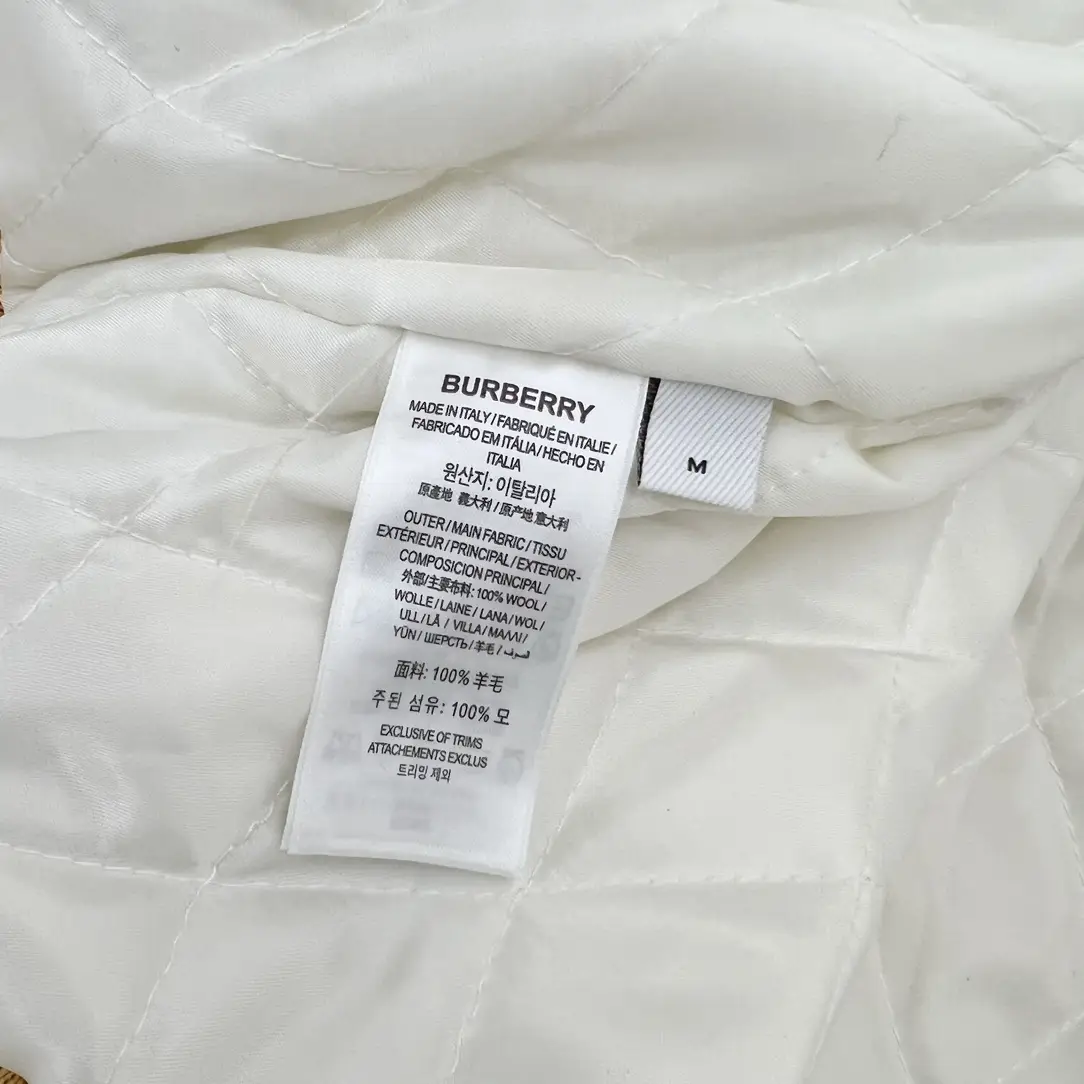 BURBERRY
MADE IN ITALY / FABRIQUÉ EN ITALIE /
FABRICADO EM ITÁLIA / HECHO EN
ITALIA
원산지: 이탈리아
原產地 義大利 / 原产地 意大利
OUTER / MAIN FABRIC / TISSU
EXTÉRIEUR / PRINCIPAL / EXTERIOR-
COMPOSICION PRINCIPAL /
外部/主要布料: 100% WOOL /
WOLLE / LAINE / LANA / WOL /
ULL / LÃ / VILLA / ΜΑΛΛΙ /
YÜN / ШЕРСТЬ / 羊毛 / الصوف
面料: 100% 羊毛
주된 섬유: 100% 모
EXCLUSIVE OF TRIMS
ATTACHEMENTS EXCLUS
트리밍 제외
M